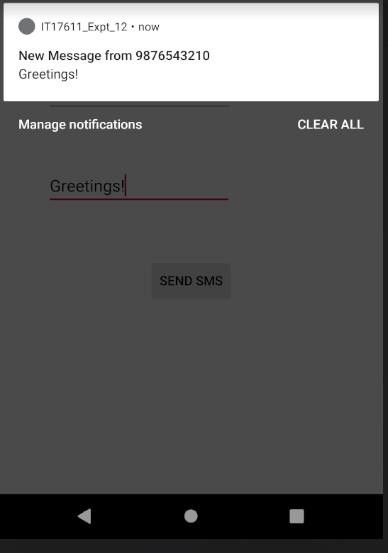 IT17611_Expt_12 • now
New Message from 9876543210
Greetings!
Manage notifications CLEAR ALL
Greetings!
SEND SMS